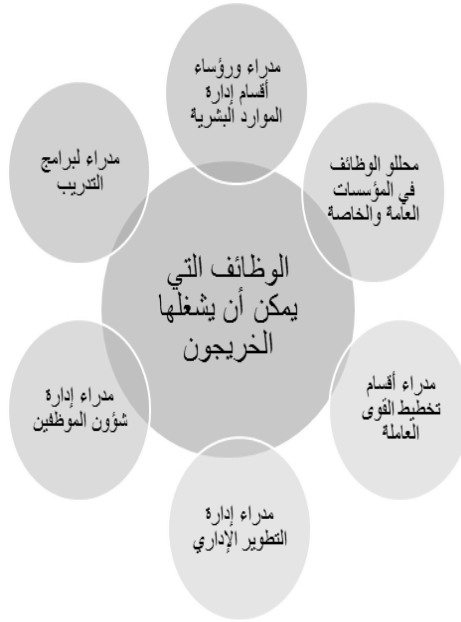 مدراء ورؤساء
أقسام إدارة
الموارد البشرية
محللو الوظائف
في المؤسسات
العامة والخاصة
مدراء أقسام
تخطيط القوى
العاملة
مدراء إدارة
التطوير الإداري
مدراء إدارة
شؤون الموظفين
مدراء لبرامج
التدريب
الوظائف التي
يمكن أن يشغلها
الخريجون